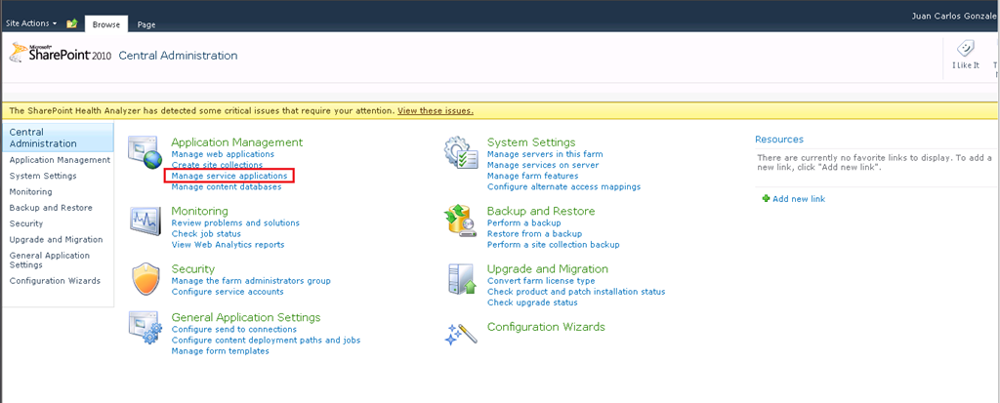 Site Actions Browse Page
Juan Carlos Gonzale
Microsoft
SharePoint 2010 Central Administration
I Like It
T
N
The SharePoint Health Analyzer has detected some critical issues that require your attention. View these issues.
Central
Administration
Application Management
System Settings
Monitoring
Backup and Restore
Security
Upgrade and Migration
General Application
Settings
Configuration Wizards
Application Management
Manage web applications
Create site collections
Manage service applications
Manage content databases
Monitoring
Review problems and solutions
Check job status
View Web Analytics reports
Security
Manage the farm administrators group
Configure service accounts
General Application Settings
Configure send to connections
Configure content deployment paths and jobs
Manage form templates
System Settings
Manage servers in this farm
Manage services on server
Manage farm features
Configure alternate access mappings
Backup and Restore
Perform a backup
Restore from a backup
Perform a site collection backup
Upgrade and Migration
Convert farm license type
Check product and patch installation status
Check upgrade status
Configuration Wizards
Resources
There are currently no favorite links to display. To add a
new link, click "Add new link".
Add new link